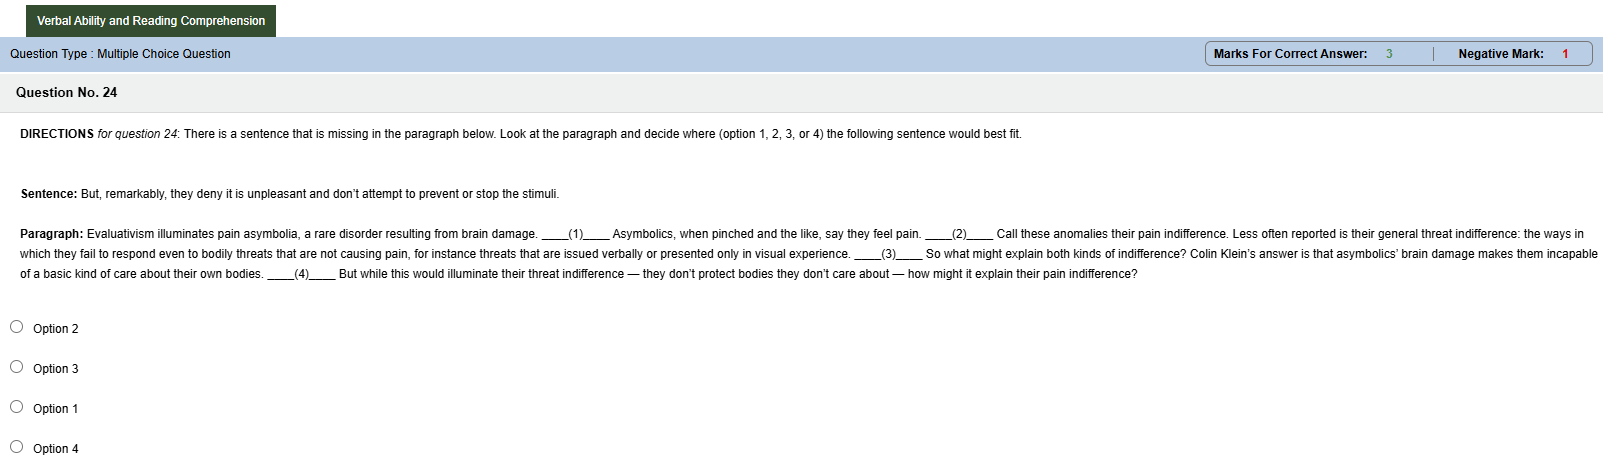 Verbal Ability and Reading Comprehension
Question Type : Multiple Choice Question
Marks For Correct Answer: 3 | Negative Mark: 1
Question No. 24
DIRECTIONS for question 24: There is a sentence that is missing in the paragraph below. Look at the paragraph and decide where (option 1, 2, 3, or 4) the following sentence would best fit.
Sentence: But, remarkably, they deny it is unpleasant and don't attempt to prevent or stop the stimuli.
Paragraph: Evaluativism illuminates pain asymbolia, a rare disorder resulting from brain damage. ____(1)____ Asymbolics, when pinched and the like, say they feel pain. ____(2)____ Call these anomalies their pain indifference. Less often reported is their general threat indifference: the ways in
which they fail to respond even to bodily threats that are not causing pain, for instance threats that are issued verbally or presented only in visual experience. ____(3)____ So what might explain both kinds of indifference? Colin Klein's answer is that asymbolics' brain damage makes them incapable
of a basic kind of care about their own bodies. ____(4)____ But while this would illuminate their threat indifference — they don't protect bodies they don't care about — how might it explain their pain indifference?
Option 2
Option 3
Option 1
Option 4